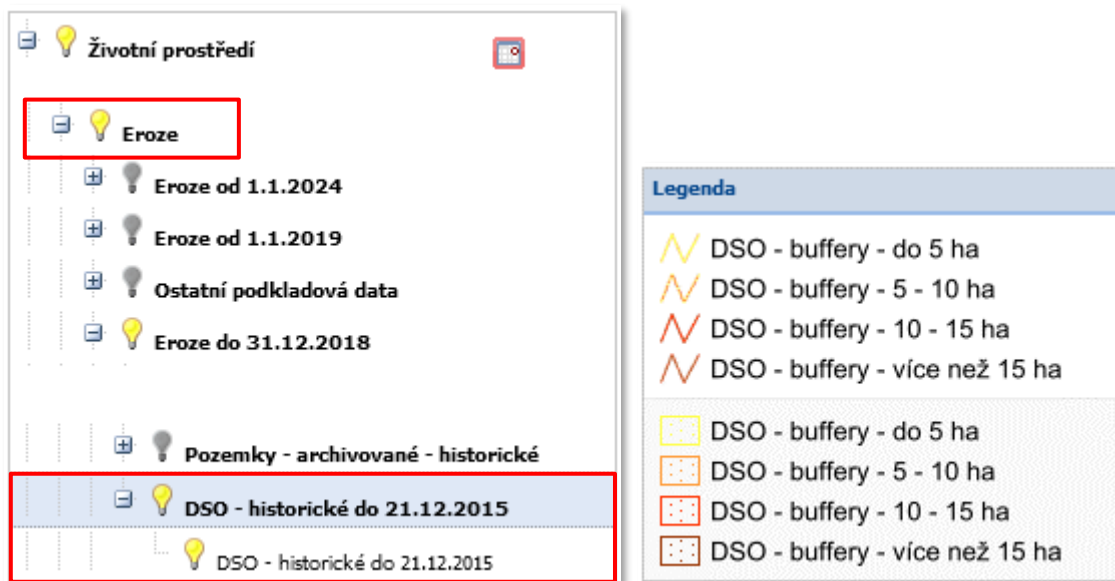 Životní prostředí
Eroze
Eroze od 1.1.2024
Eroze od 1.1.2019
Ostatní podkladová data
Eroze do 31.12.2018
Pozemky - archivované - historické
DSO - historické do 21.12.2015
DSO - historické do 21.12.2015
Legenda
DSO - buffery - do 5 ha
DSO - buffery - 5 - 10 ha
DSO - buffery - 10 - 15 ha
DSO - buffery - více než 15 ha
DSO - buffery - do 5 ha
DSO - buffery - 5 - 10 ha
DSO - buffery - 10 - 15 ha
DSO - buffery - více než 15 ha